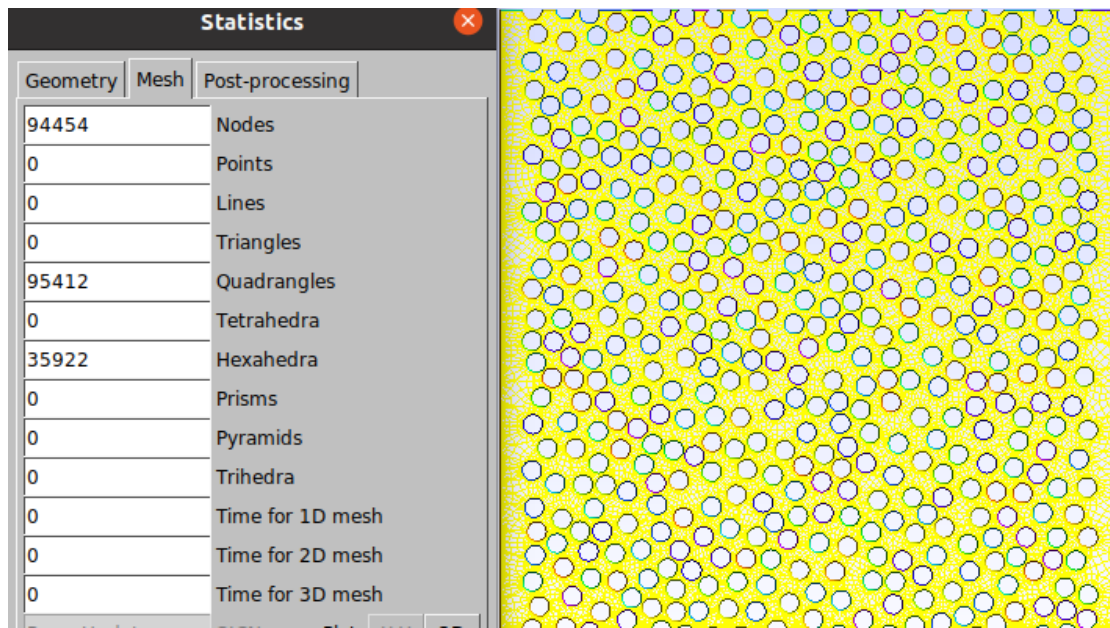 Statistics
Geometry Mesh Post-processing
94454 Nodes
0 Points
0 Lines
0 Triangles
95412 Quadrangles
0 Tetrahedra
35922 Hexahedra
0 Prisms
0 Pyramids
0 Trihedra
0 Time for 1D mesh
0 Time for 2D mesh
0 Time for 3D mesh